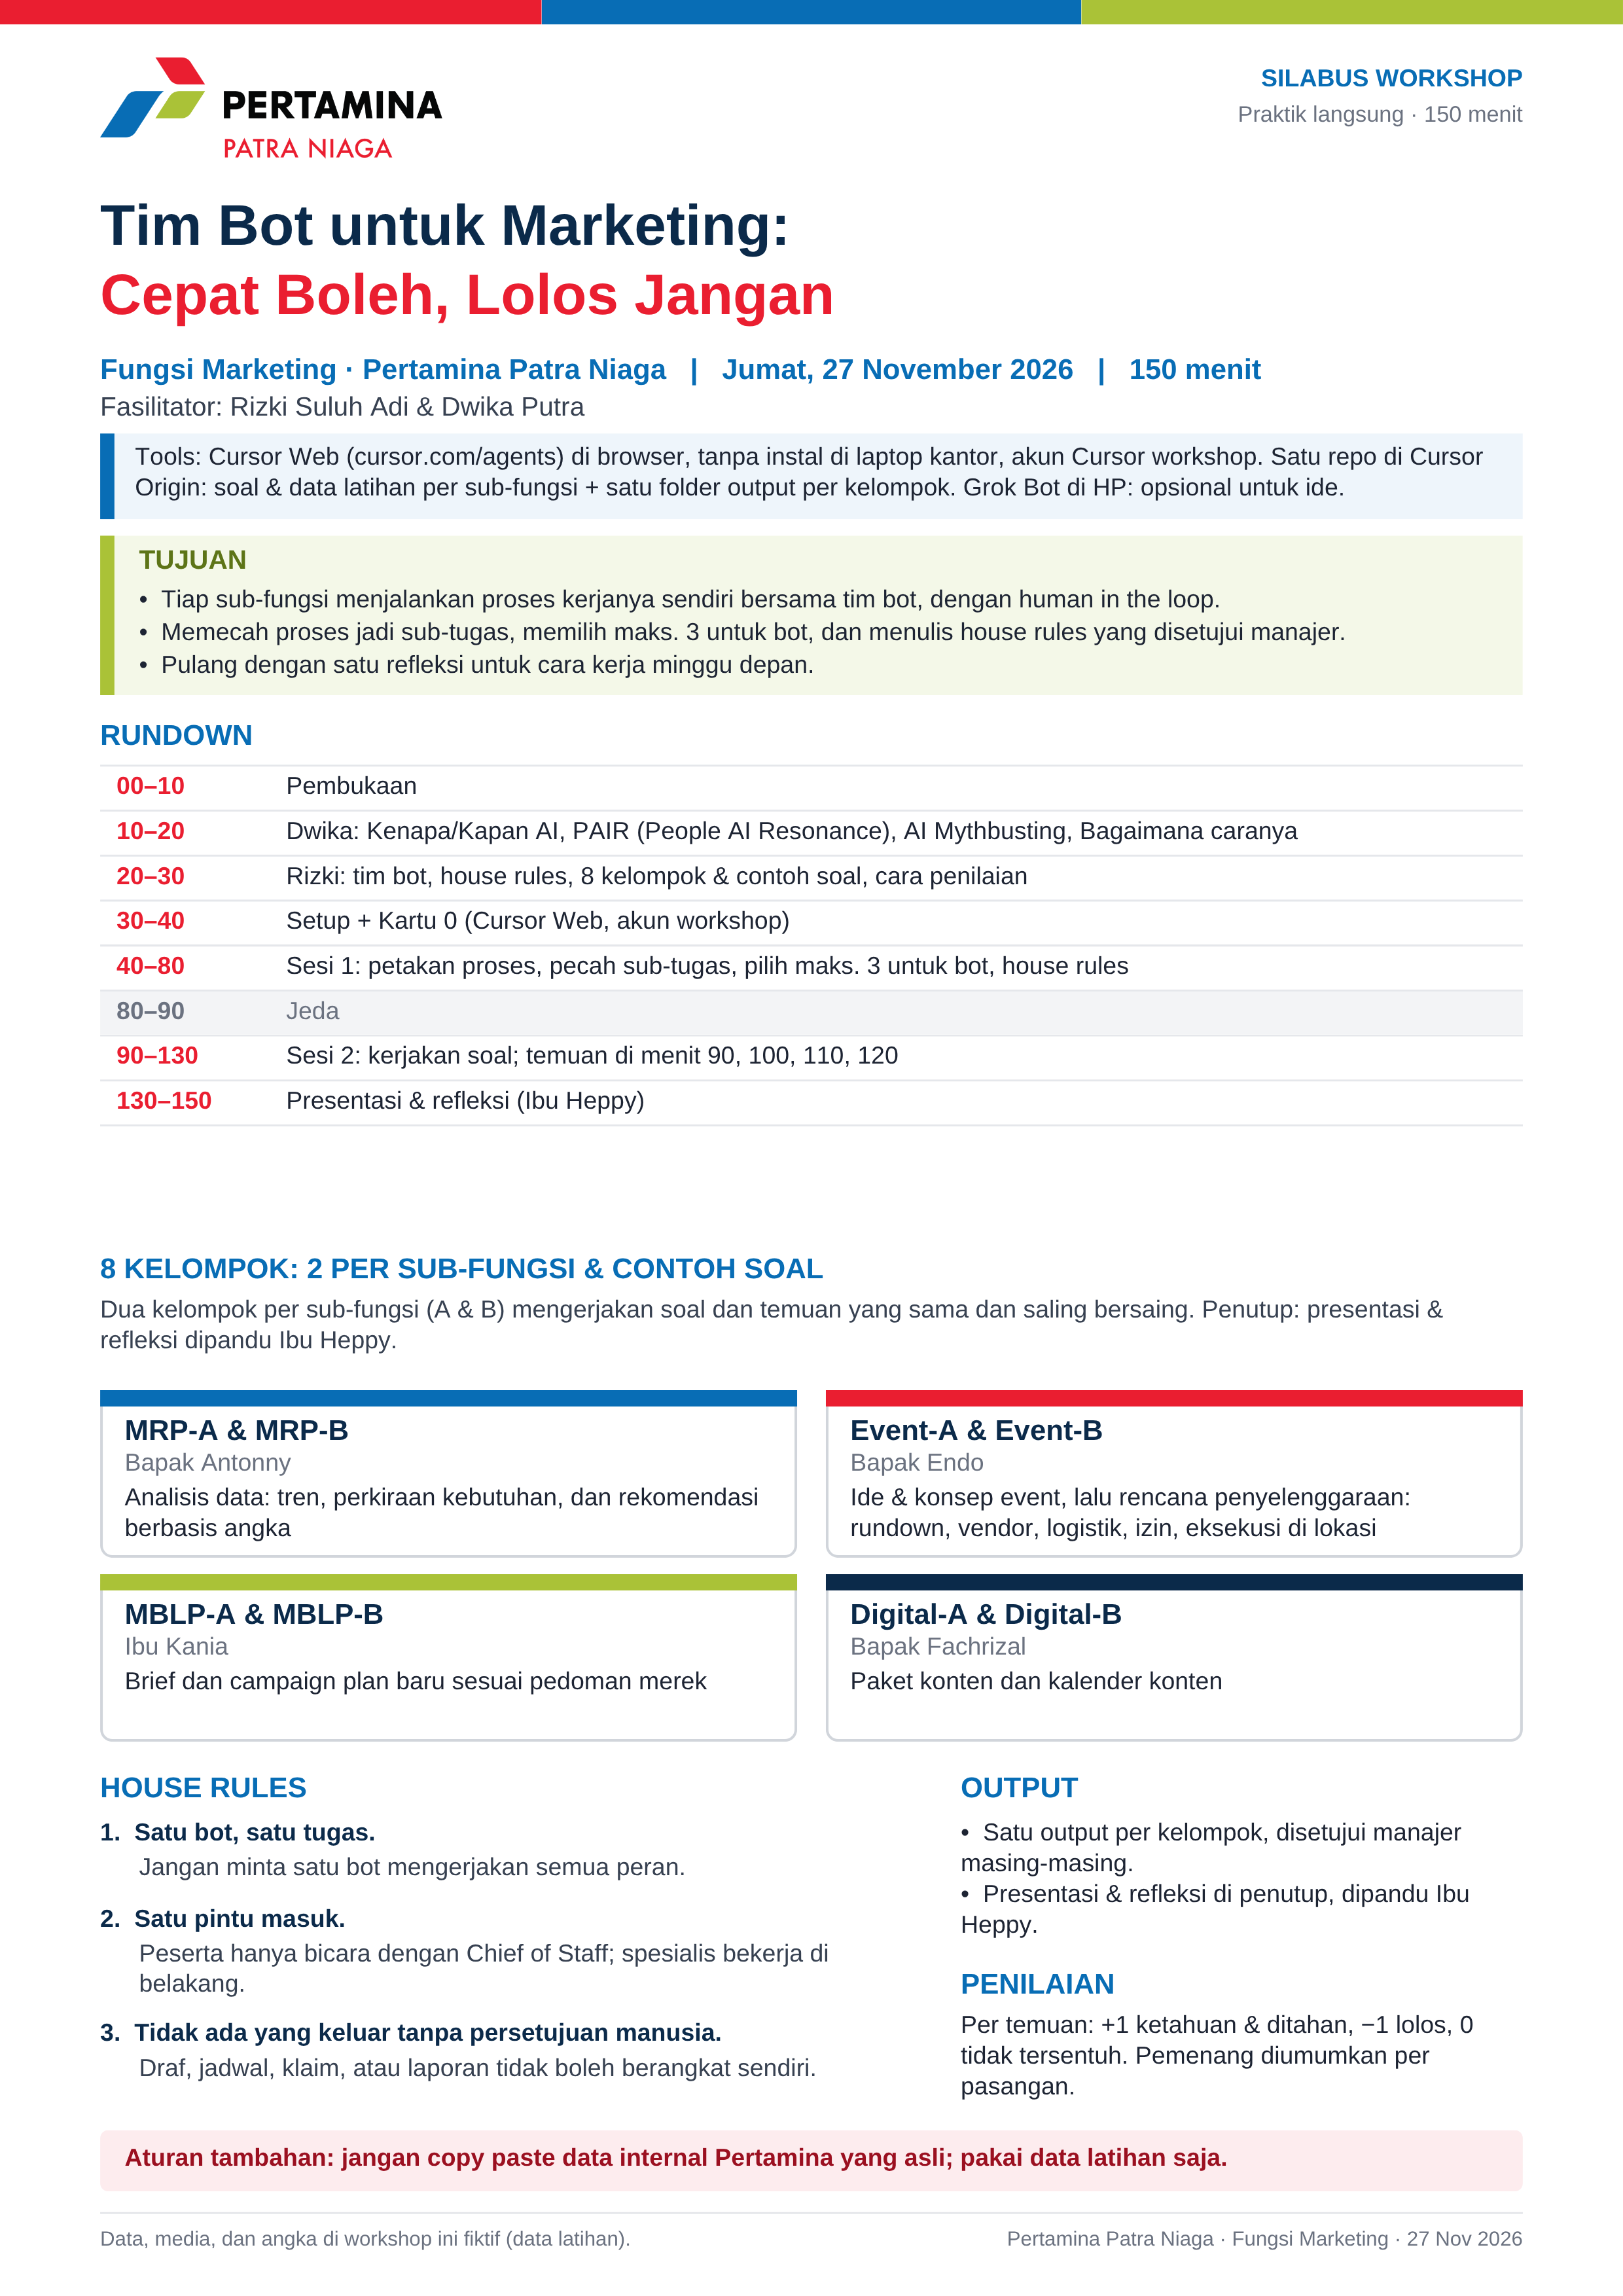 PERTAMINA
PATRA NIAGA
SILABUS WORKSHOP
Praktik langsung · 150 menit
Tim Bot untuk Marketing:
Cepat Boleh, Lolos Jangan
Fungsi Marketing · Pertamina Patra Niaga | Jumat, 27 November 2026 | 150 menit
Fasilitator: Rizki Suluh Adi & Dwika Putra
Tools: Cursor Web (cursor.com/agents) di browser, tanpa instal di laptop kantor, akun Cursor workshop. Satu repo di Cursor
Origin: soal & data latihan per sub-fungsi + satu folder output per kelompok. Grok Bot di HP: opsional untuk ide.
TUJUAN
• Tiap sub-fungsi menjalankan proses kerjanya sendiri bersama tim bot, dengan human in the loop.
• Memecah proses jadi sub-tugas, memilih maks. 3 untuk bot, dan menulis house rules yang disetujui manajer.
• Pulang dengan satu refleksi untuk cara kerja minggu depan.
RUNDOWN
00–10 Pembukaan
10–20 Dwika: Kenapa/Kapan AI, PAIR (People AI Resonance), AI Mythbusting, Bagaimana caranya
20–30 Rizki: tim bot, house rules, 8 kelompok & contoh soal, cara penilaian
30–40 Setup + Kartu 0 (Cursor Web, akun workshop)
40–80 Sesi 1: petakan proses, pecah sub-tugas, pilih maks. 3 untuk bot, house rules
80–90 Jeda
90–130 Sesi 2: kerjakan soal; temuan di menit 90, 100, 110, 120
130–150 Presentasi & refleksi (Ibu Heppy)
8 KELOMPOK: 2 PER SUB-FUNGSI & CONTOH SOAL
Dua kelompok per sub-fungsi (A & B) mengerjakan soal dan temuan yang sama dan saling bersaing. Penutup: presentasi &
refleksi dipandu Ibu Heppy.
MRP-A & MRP-B
Bapak Antonny
Analisis data: tren, perkiraan kebutuhan, dan rekomendasi
berbasis angka
Event-A & Event-B
Bapak Endo
Ide & konsep event, lalu rencana penyelenggaraan:
rundown, vendor, logistik, izin, eksekusi di lokasi
MBLP-A & MBLP-B
Ibu Kania
Brief dan campaign plan baru sesuai pedoman merek
Digital-A & Digital-B
Bapak Fachrizal
Paket konten dan kalender konten
HOUSE RULES
1. Satu bot, satu tugas.
Jangan minta satu bot mengerjakan semua peran.
2. Satu pintu masuk.
Peserta hanya bicara dengan Chief of Staff; spesialis bekerja di
belakang.
3. Tidak ada yang keluar tanpa persetujuan manusia.
Draf, jadwal, klaim, atau laporan tidak boleh berangkat sendiri.
OUTPUT
• Satu output per kelompok, disetujui manajer
masing-masing.
• Presentasi & refleksi di penutup, dipandu Ibu
Heppy.
PENILAIAN
Per temuan: +1 ketahuan & ditahan, −1 lolos, 0
tidak tersentuh. Pemenang diumumkan per
pasangan.
Aturan tambahan: jangan copy paste data internal Pertamina yang asli; pakai data latihan saja.
Data, media, dan angka di workshop ini fiktif (data latihan).
Pertamina Patra Niaga · Fungsi Marketing · 27 Nov 2026